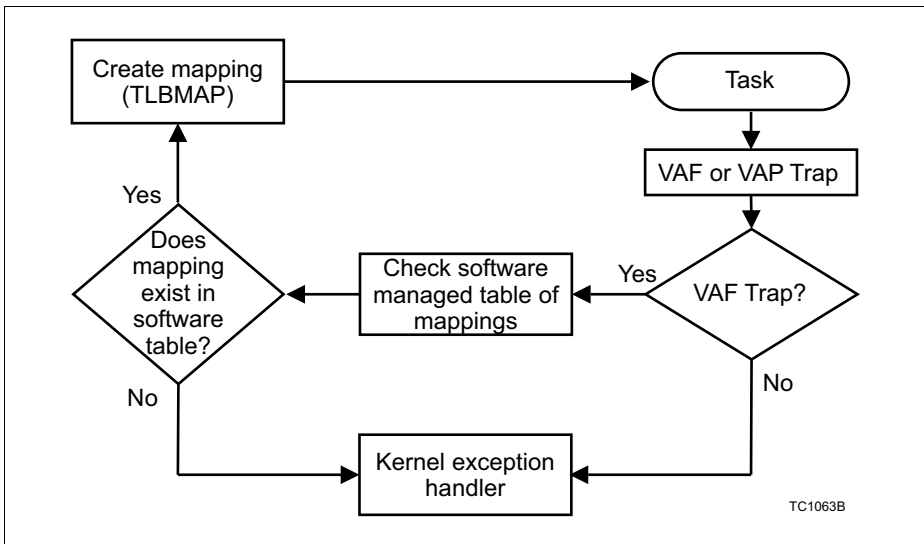 Create mapping
(TLBMAP)
Task
VAF or VAP Trap
Yes
Does
mapping
exist in
software
table?
Check software
managed table of
mappings
Yes
VAF Trap?
No
No
Kernel exception
handler
TC1063B